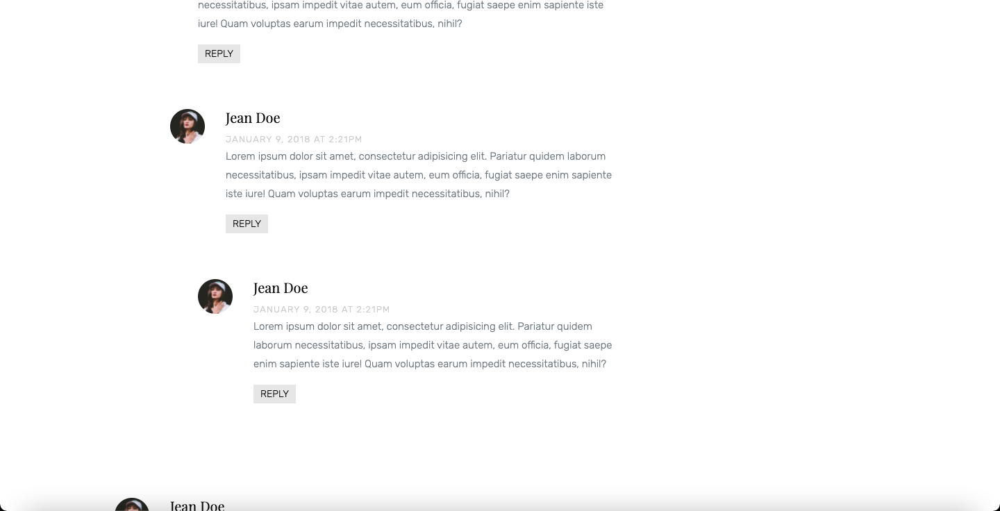 necessitatibus, ipsam impedit vitae autem, eum officia, fugiat saepe enim sapiente iste
iure! Quam voluptas earum impedit necessitatibus, nihil?
REPLY
Jean Doe
JANUARY 9, 2018 AT 2:21PM
Lorem ipsum dolor sit amet, consectetur adipisicing elit. Pariatur quidem laborum
necessitatibus, ipsam impedit vitae autem, eum officia, fugiat saepe enim sapiente
iste iure! Quam voluptas earum impedit necessitatibus, nihil?
REPLY
Jean Doe
JANUARY 9, 2018 AT 2:21PM
Lorem ipsum dolor sit amet, consectetur adipisicing elit. Pariatur quidem
laborum necessitatibus, ipsam impedit vitae autem, eum officia, fugiat saepe
enim sapiente iste iure! Quam voluptas earum impedit necessitatibus, nihil?
REPLY
Jean Doe